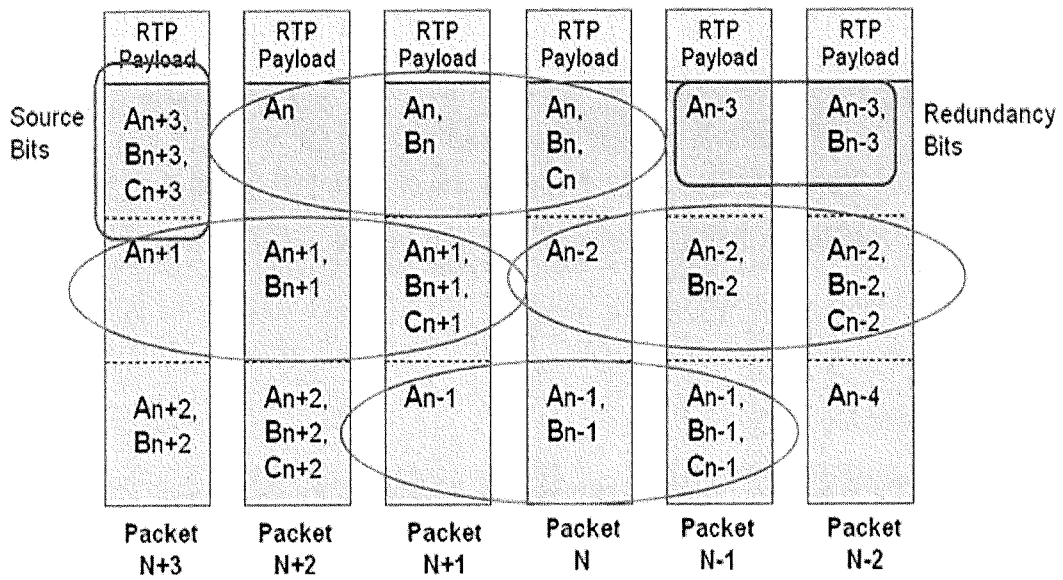 RTP
Payload
RTP
Payload
RTP
Payload
RTP
Payload
RTP
Payload
RTP
Payload
Source
Bits
An+3,
Bn+3,
Cn+3
An
An,
Bn
An,
Bn,
Cn
An-3
An-3,
Bn-3
Redundancy
Bits
An+1
An+1,
Bn+1
An+1,
Bn+1,
Cn+1
An-2
An-2,
Bn-2
An-2,
Bn-2,
Cn-2
An+2,
Bn+2
An+2,
Bn+2,
Cn+2
An-1
An-1,
Bn-1
An-1,
Bn-1,
Cn-1
An-4
Packet
N+3
Packet
N+2
Packet
N+1
Packet
N
Packet
N-1
Packet
N-2